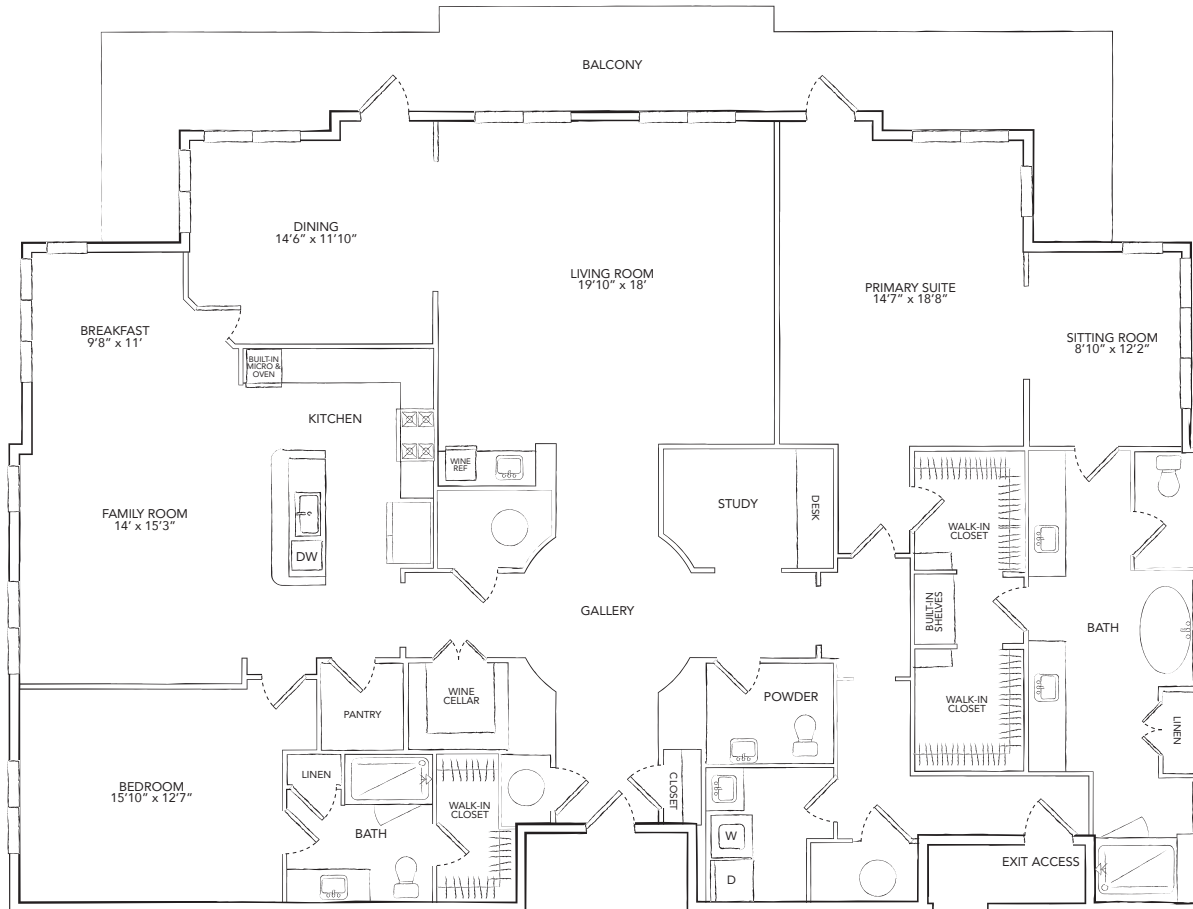 BALCONY
DINING
14'6" x 11'10"
LIVING ROOM
19'10" x 18'
PRIMARY SUITE
14'7" x 18'8"
BREAKFAST
9'8" x 11'
SITTING ROOM
8'10" x 12'2"
BUILT-IN
MICRO &
OVEN
KITCHEN
WINE
REF
FAMILY ROOM
14' x 15'3"
DW
STUDY
DESK
WALK-IN
CLOSET
BUILT-IN
SHELVES
GALLERY
BATH
WINE
CELLAR
PANTRY
POWDER
WALK-IN
CLOSET
LINEN
BEDROOM
15'10" x 12'7"
LINEN
WALK-IN
CLOSET
CLOSET
BATH
W
D
EXIT ACCESS